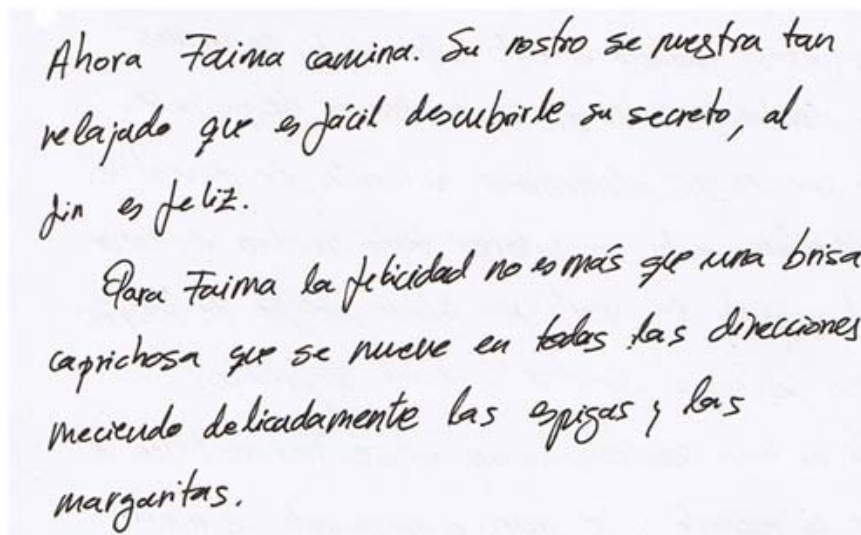 Ahora Faima camina. Su rostro se muestra tan
relajado que es fácil descubrirle su secreto, al
fin es feliz.
Para Faima la felicidad no es más que una brisa
caprichosa que se mueve en todas las direcciones
meciendo delicadamente las espigas y las
margaritas.